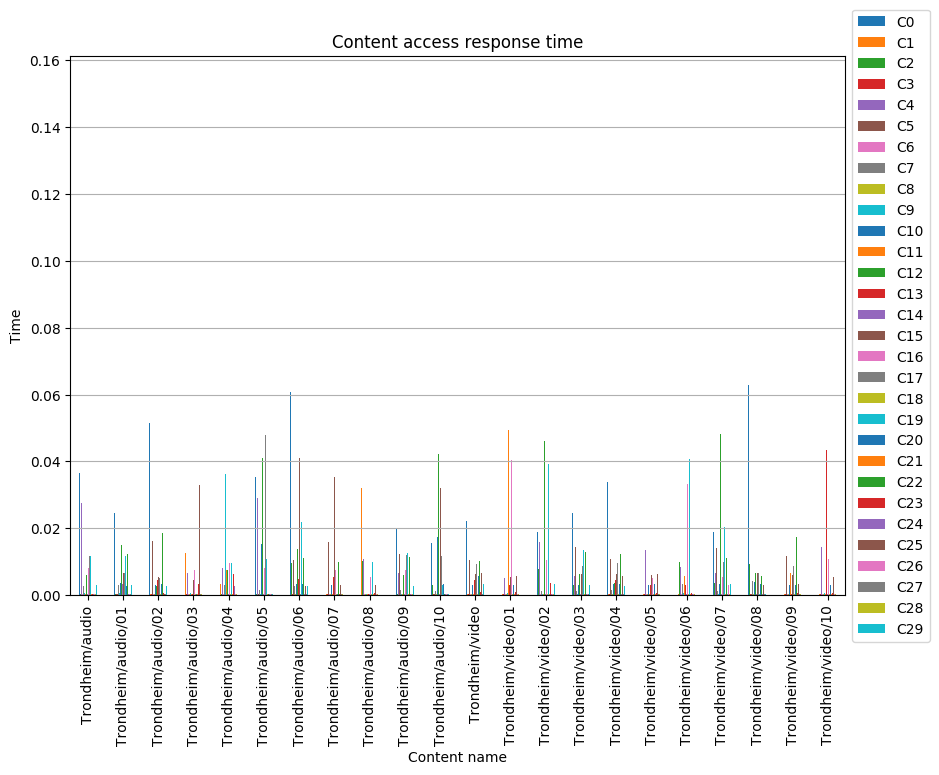 Content access response time
Time
0.16
0.14
0.12
0.10
0.08
0.06
0.04
0.02
0.00
Trondheim/audio
Trondheim/audio/01
Trondheim/audio/02
Trondheim/audio/03
Trondheim/audio/04
Trondheim/audio/05
Trondheim/audio/06
Trondheim/audio/07
Trondheim/audio/08
Trondheim/audio/09
Trondheim/audio/10
Trondheim/video
Trondheim/video/01
Trondheim/video/02
Trondheim/video/03
Trondheim/video/04
Trondheim/video/05
Trondheim/video/06
Trondheim/video/07
Trondheim/video/08
Trondheim/video/09
Trondheim/video/10
Content name
C0
C1
C2
C3
C4
C5
C6
C7
C8
C9
C10
C11
C12
C13
C14
C15
C16
C17
C18
C19
C20
C21
C22
C23
C24
C25
C26
C27
C28
C29